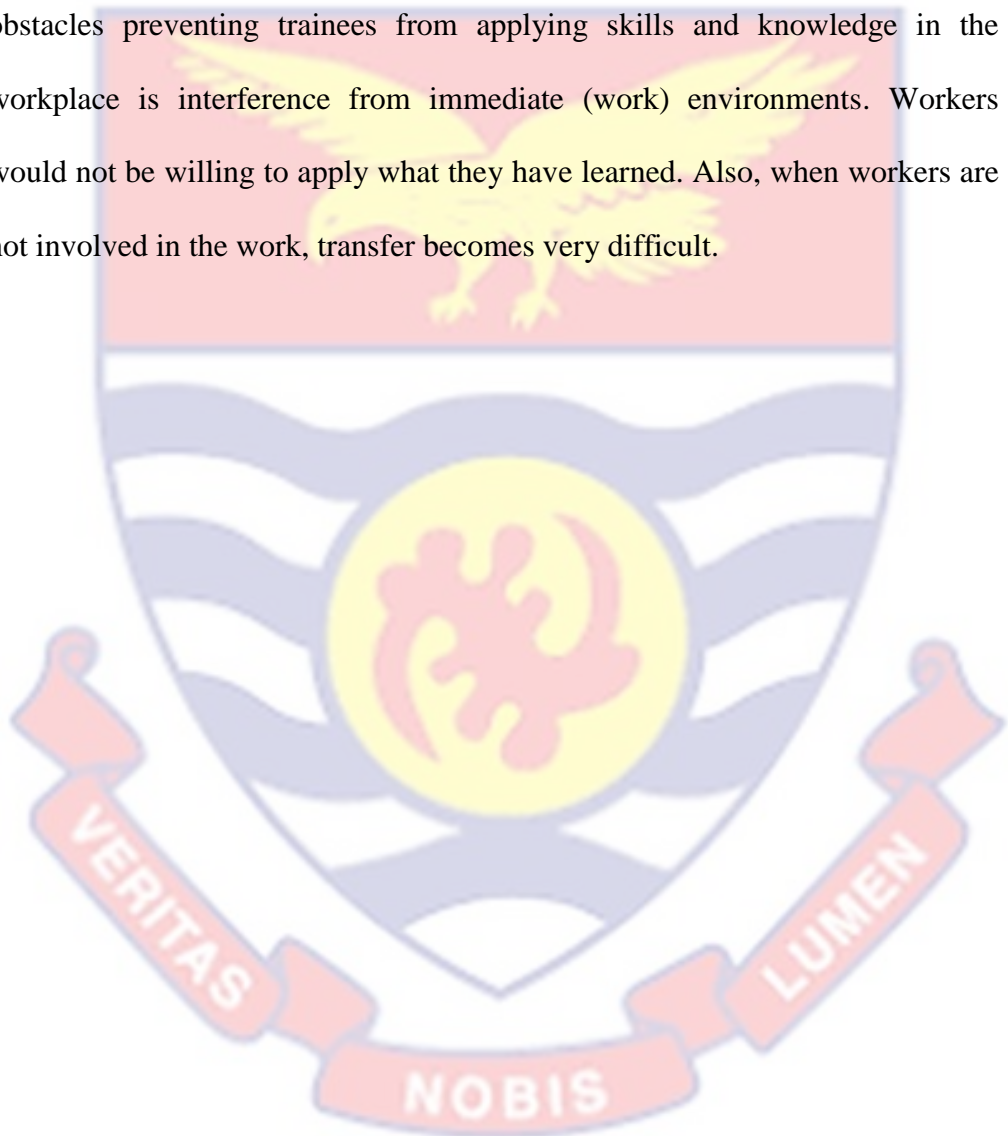 obstacles preventing trainees from applying skills and knowledge in the
workplace is interference from immediate (work) environments. Workers
would not be willing to apply what they have learned. Also, when workers are
not involved in the work, transfer becomes very difficult.
VERITAS
NOBIS
LUMEN